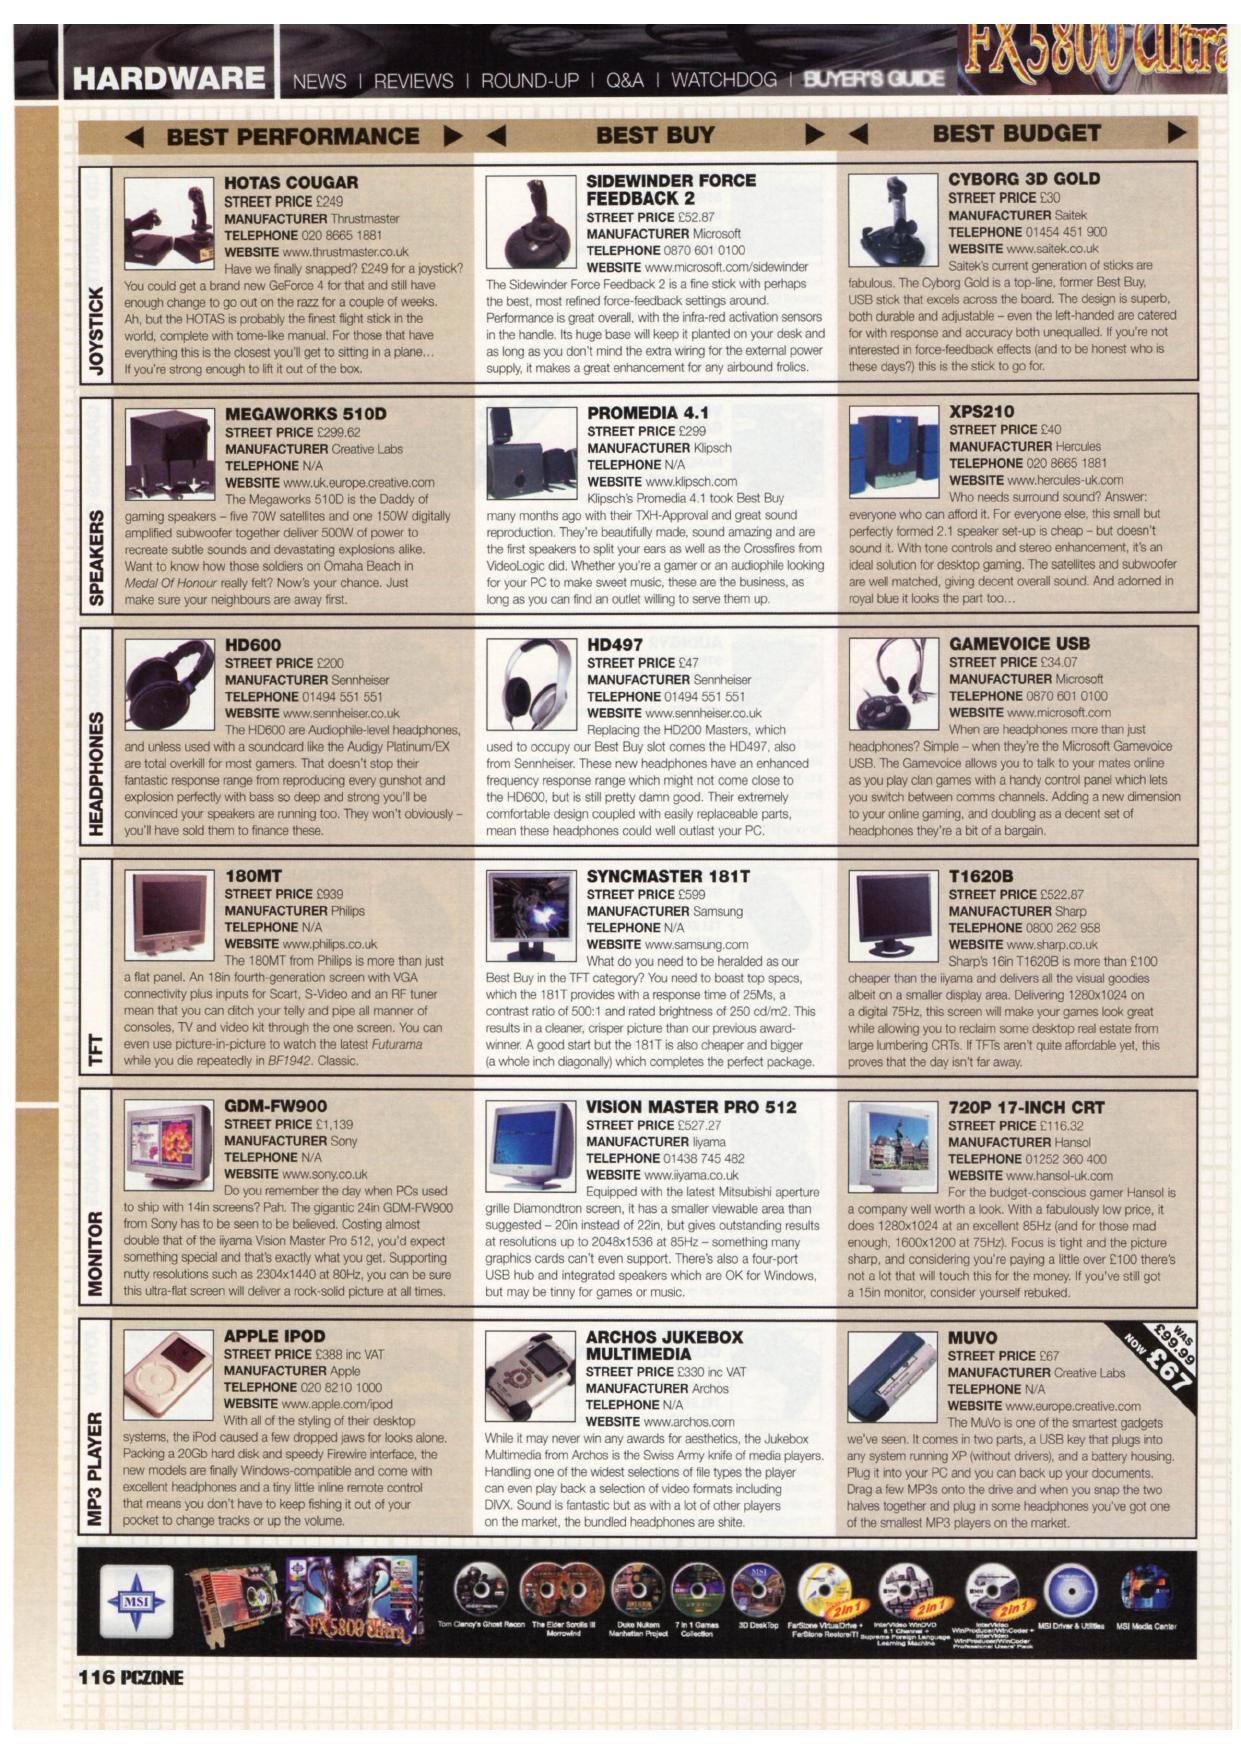 FX5800 Ultra
HARDWARE
NEWS | REVIEWS | ROUND-UP | Q&A | WATCHDOG | BUYER'S GUIDE
BEST PERFORMANCE
BEST BUY
BEST BUDGET
JOYSTICK
HOTAS COUGAR
STREET PRICE £249
MANUFACTURER Thrustmaster
TELEPHONE 020 8665 1881
WEBSITE www.thrustmaster.co.uk
Have we finally snapped? £249 for a joystick?
You could get a brand new GeForce 4 for that and still have
enough change to go out on the razz for a couple of weeks.
Ah, but the HOTAS is probably the finest flight stick in the
world, complete with tome-like manual. For those that have
everything this is the closest you'll get to sitting in a plane...
If you're strong enough to lift it out of the box.
SIDEWINDER FORCE
FEEDBACK 2
STREET PRICE £52.87
MANUFACTURER Microsoft
TELEPHONE 0870 601 0100
WEBSITE www.microsoft.com/sidewinder
The Sidewinder Force Feedback 2 is a fine stick with perhaps
the best, most refined force-feedback settings around.
Performance is great overall, with the infra-red activation sensors
in the handle. Its huge base will keep it planted on your desk and
as long as you don't mind the extra wiring for the external power
supply, it makes a great enhancement for any airbound frolics.
CYBORG 3D GOLD
STREET PRICE £30
MANUFACTURER Saitek
TELEPHONE 01454 451 900
WEBSITE www.saitek.co.uk
Saitek's current generation of sticks are
fabulous. The Cyborg Gold is a top-line, former Best Buy,
USB stick that excels across the board. The design is superb,
both durable and adjustable – even the left-handed are catered
for with response and accuracy both unequalled. If you're not
interested in force-feedback effects (and to be honest who is
these days?) this is the stick to go for.
SPEAKERS
MEGAWORKS 510D
STREET PRICE £299.62
MANUFACTURER Creative Labs
TELEPHONE N/A
WEBSITE www.uk.europe.creative.com
The Megaworks 510D is the Daddy of
gaming speakers – five 70W satellites and one 150W digitally
amplified subwoofer together deliver 500W of power to
recreate subtle sounds and devastating explosions alike.
Want to know how those soldiers on Omaha Beach in
Medal Of Honour really felt? Now's your chance. Just
make sure your neighbours are away first.
PROMEDIA 4.1
STREET PRICE £299
MANUFACTURER Klipsch
TELEPHONE N/A
WEBSITE www.klipsch.com
Klipsch's Promedia 4.1 took Best Buy
many months ago with their TXH-Approval and great sound
reproduction. They're beautifully made, sound amazing and are
the first speakers to split your ears as well as the Crossfires from
VideoLogic did. Whether you're a gamer or an audiophile looking
for your PC to make sweet music, these are the business, as
long as you can find an outlet willing to serve them up.
XPS210
STREET PRICE £40
MANUFACTURER Hercules
TELEPHONE 020 8665 1881
WEBSITE www.hercules-uk.com
Who needs surround sound? Answer:
everyone who can afford it. For everyone else, this small but
perfectly formed 2.1 speaker set-up is cheap – but doesn't
sound it. With tone controls and stereo enhancement, it's an
ideal solution for desktop gaming. The satellites and subwoofer
are well matched, giving decent overall sound. And adorned in
royal blue it looks the part too...
HEADPHONES
HD600
STREET PRICE £200
MANUFACTURER Sennheiser
TELEPHONE 01494 551 551
WEBSITE www.sennheiser.co.uk
The HD600 are Audiophile-level headphones,
and unless used with a soundcard like the Audigy Platinum/EX
are total overkill for most gamers. That doesn't stop their
fantastic response range from reproducing every gunshot and
explosion perfectly with bass so deep and strong you'll be
convinced your speakers are running too. They won't obviously –
you'll have sold them to finance these.
HD497
STREET PRICE £47
MANUFACTURER Sennheiser
TELEPHONE 01494 551 551
WEBSITE www.sennheiser.co.uk
Replacing the HD200 Masters, which
used to occupy our Best Buy slot comes the HD497, also
from Sennheiser. These new headphones have an enhanced
frequency response range which might not come close to
the HD600, but is still pretty damn good. Their extremely
comfortable design coupled with easily replaceable parts,
mean these headphones could well outlast your PC.
GAMEVOICE USB
STREET PRICE £34.07
MANUFACTURER Microsoft
TELEPHONE 0870 601 0100
WEBSITE www.microsoft.com
When are headphones more than just
headphones? Simple – when they're the Microsoft Gamevoice
USB. The Gamevoice allows you to talk to your mates online
as you play clan games with a handy control panel which lets
you switch between comms channels. Adding a new dimension
to your online gaming, and doubling as a decent set of
headphones they're a bit of a bargain.
TFT
180MT
STREET PRICE £939
MANUFACTURER Philips
TELEPHONE N/A
WEBSITE www.philips.co.uk
The 180MT from Philips is more than just
a flat panel. An 18in fourth-generation screen with VGA
connectivity plus inputs for Scart, S-Video and an RF tuner
mean that you can ditch your telly and pipe all manner of
consoles, TV and video kit through the one screen. You can
even use picture-in-picture to watch the latest Futurama
while you die repeatedly in BF1942. Classic.
SYNCMASTER 181T
STREET PRICE £599
MANUFACTURER Samsung
TELEPHONE N/A
WEBSITE www.samsung.com
What do you need to be heralded as our
Best Buy in the TFT category? You need to boast top specs,
which the 181T provides with a response time of 25Ms, a
contrast ratio of 500:1 and rated brightness of 250 cd/m2. This
results in a cleaner, crisper picture than our previous award-
winner. A good start but the 181T is also cheaper and bigger
(a whole inch diagonally) which completes the perfect package.
T1620B
STREET PRICE £522.87
MANUFACTURER Sharp
TELEPHONE 0800 262 958
WEBSITE www.sharp.co.uk
Sharp's 16in T1620B is more than £100
cheaper than the iiyama and delivers all the visual goodies
albeit on a smaller display area. Delivering 1280x1024 on
a digital 75Hz, this screen will make your games look great
while allowing you to reclaim some desktop real estate from
large lumbering CRTs. If TFTs aren't quite affordable yet, this
proves that the day isn't far away.
MONITOR
GDM-FW900
STREET PRICE £1,139
MANUFACTURER Sony
TELEPHONE N/A
WEBSITE www.sony.co.uk
Do you remember the day when PCs used
to ship with 14in screens? Pah. The gigantic 24in GDM-FW900
from Sony has to be seen to be believed. Costing almost
double that of the iiyama Vision Master Pro 512, you'd expect
something special and that's exactly what you get. Supporting
nutty resolutions such as 2304x1440 at 80Hz, you can be sure
this ultra-flat screen will deliver a rock-solid picture at all times.
VISION MASTER PRO 512
STREET PRICE £527.27
MANUFACTURER Iiyama
TELEPHONE 01438 745 482
WEBSITE www.iiyama.co.uk
Equipped with the latest Mitsubishi aperture
grille Diamondtron screen, it has a smaller viewable area than
suggested – 20in instead of 22in, but gives outstanding results
at resolutions up to 2048x1536 at 85Hz – something many
graphics cards can't even support. There's also a four-port
USB hub and integrated speakers which are OK for Windows,
but may be tinny for games or music.
720P 17-INCH CRT
STREET PRICE £116.32
MANUFACTURER Hansol
TELEPHONE 01252 360 400
WEBSITE www.hansol-uk.com
For the budget-conscious gamer Hansol is
a company well worth a look. With a fabulously low price, it
does 1280x1024 at an excellent 85Hz (and for those mad
enough, 1600x1200 at 75Hz). Focus is tight and the picture
sharp, and considering you're paying a little over £100 there's
not a lot that will touch this for the money. If you've still got
a 15in monitor, consider yourself rebuked.
MP3 PLAYER
APPLE IPOD
STREET PRICE £388 inc VAT
MANUFACTURER Apple
TELEPHONE 020 8210 1000
WEBSITE www.apple.com/ipod
With all of the styling of their desktop
systems, the iPod caused a few dropped jaws for looks alone.
Packing a 20Gb hard disk and speedy Firewire interface, the
new models are finally Windows-compatible and come with
excellent headphones and a tiny little inline remote control
that means you don't have to keep fishing it out of your
pocket to change tracks or up the volume.
ARCHOS JUKEBOX
MULTIMEDIA
STREET PRICE £330 inc VAT
MANUFACTURER Archos
TELEPHONE N/A
WEBSITE www.archos.com
While it may never win any awards for aesthetics, the Jukebox
Multimedia from Archos is the Swiss Army knife of media players.
Handling one of the widest selections of file types the player
can even play back a selection of video formats including
DIVX. Sound is fantastic but as with a lot of other players
on the market, the bundled headphones are shite.
MUVO
STREET PRICE £67
MANUFACTURER Creative Labs
TELEPHONE N/A
WEBSITE www.europe.creative.com
The MuVo is one of the smartest gadgets
we've seen. It comes in two parts, a USB key that plugs into
any system running XP (without drivers), and a battery housing.
Plug it into your PC and you can back up your documents.
Drag a few MP3s onto the drive and when you snap the two
halves together and plug in some headphones you've got one
of the smallest MP3 players on the market.
WAS
£99.99
NOW £67
MSI
FX5800 Ultra
Tom Clancy's Ghost Recon
The Elder Scrolls III
Morrowind
Duke Nukem
Manhattan Project
7 in 1 Games
Collection
MSI
3D DeskTop
2in1
FarStone VirtualDrive +
FarStone RestoreIT!
2in1
InterVideo WinDVD
5.1 Channel +
Supreme Foreign Language
Learning Machine
2in1
InterVideo
WinProducer/WinCoder +
InterVideo
WinProducer/WinCoder
Professional Users' Pack
MSI Driver & Utilities
MSI Media Center
116 PCZONE